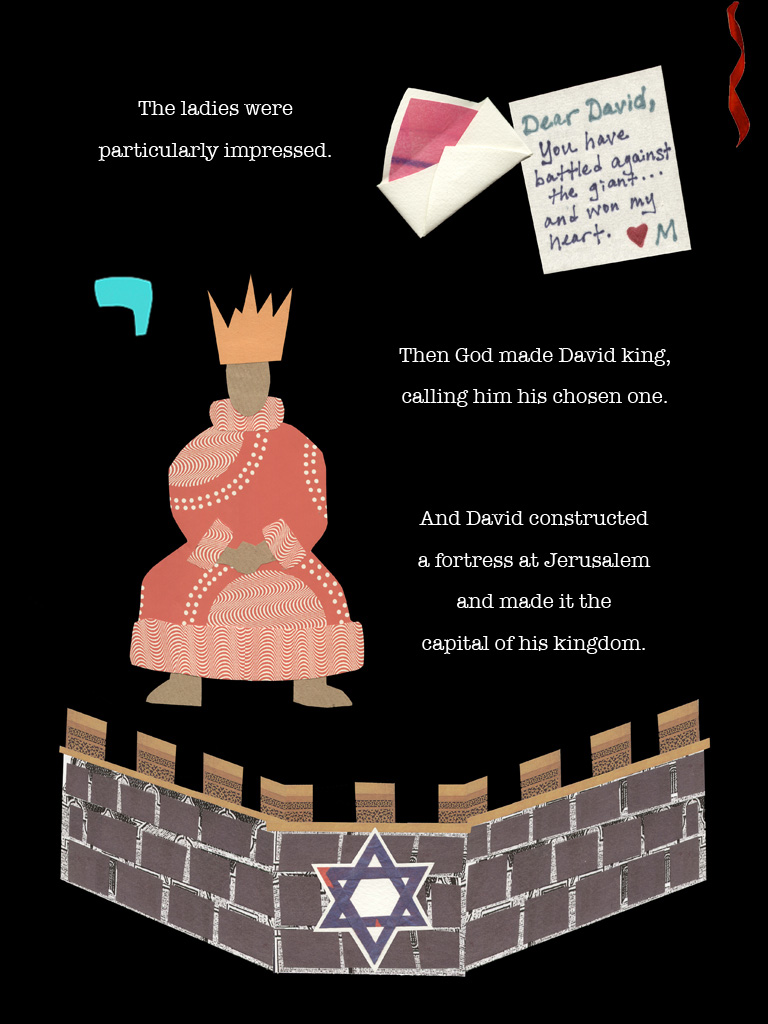 The ladies were
particularly impressed.
Dear David,
You have
battled against
the giant...
and won my
heart. ♥ M
י
Then God made David king,
calling him his chosen one.
And David constructed
a fortress at Jerusalem
and made it the
capital of his kingdom.